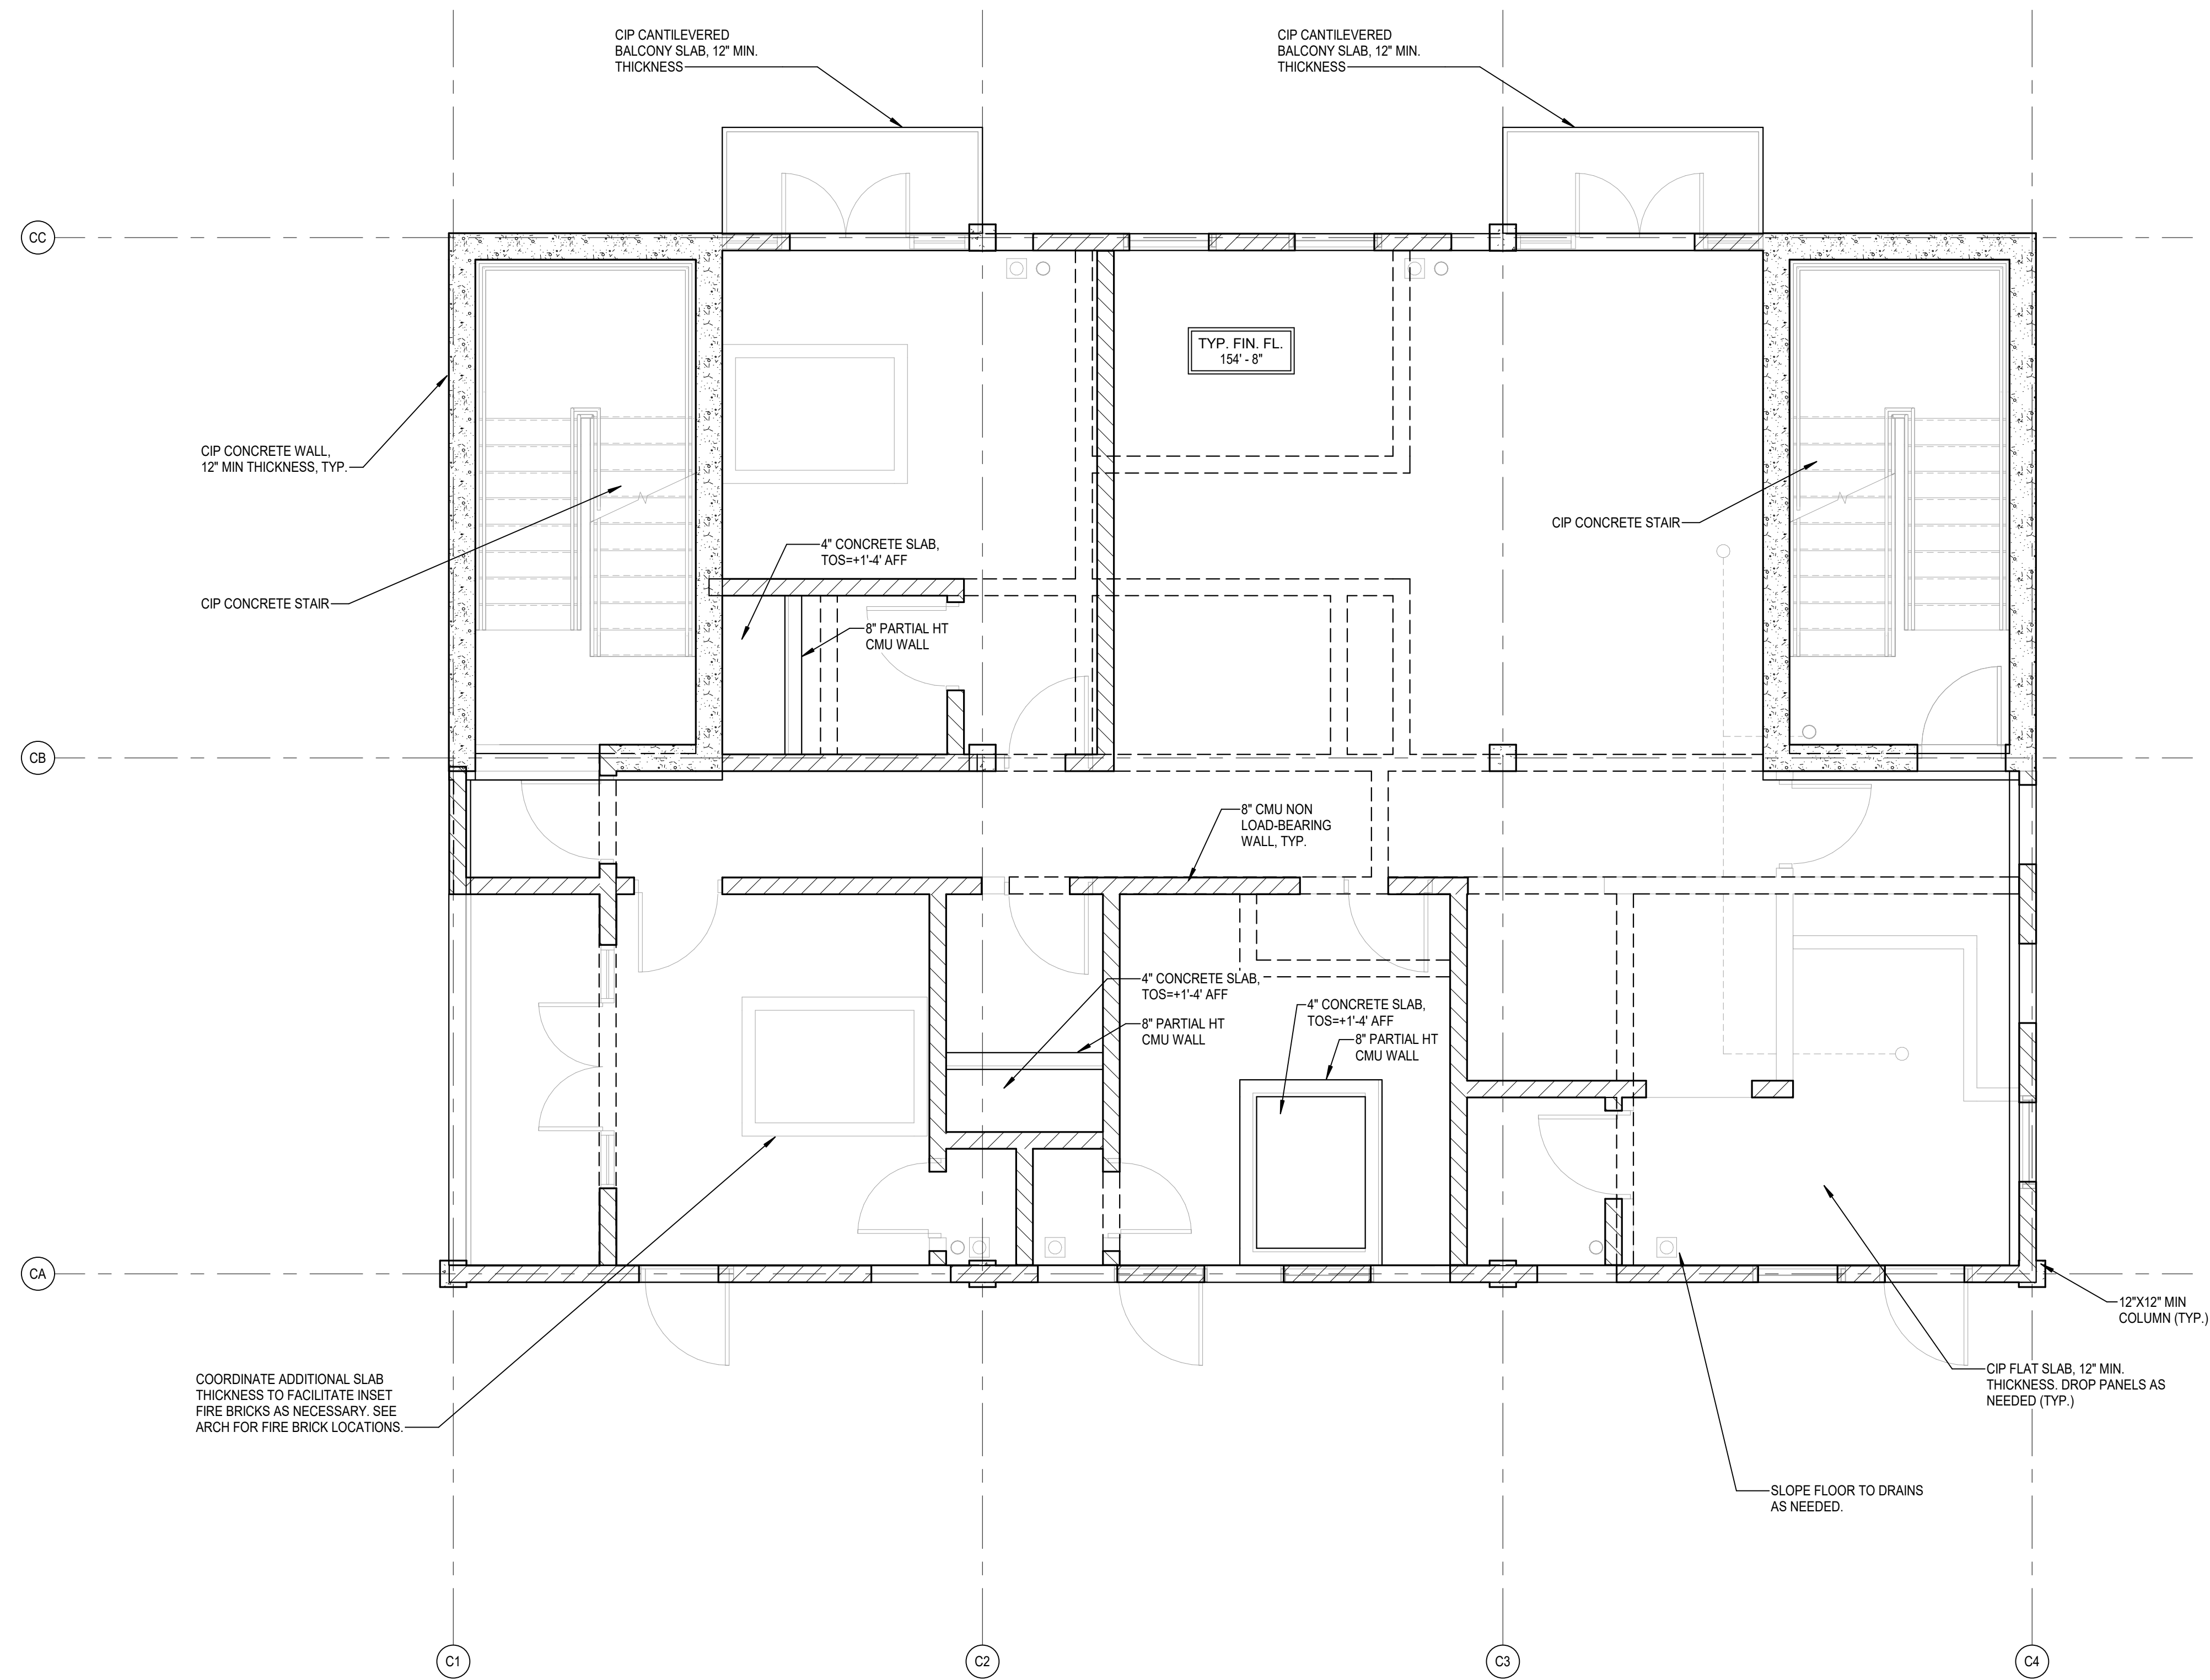 CIP CANTILEVERED
BALCONY SLAB, 12" MIN.
THICKNESS
CIP CANTILEVERED
BALCONY SLAB, 12" MIN.
THICKNESS
CC
TYP. FIN. FL.
154' - 8"
CIP CONCRETE WALL,
12" MIN THICKNESS, TYP.
CIP CONCRETE STAIR
4" CONCRETE SLAB,
TOS=+1'-4' AFF
CIP CONCRETE STAIR
8" PARTIAL HT
CMU WALL
CB
8" CMU NON
LOAD-BEARING
WALL, TYP.
4" CONCRETE SLAB,
TOS=+1'-4' AFF
4" CONCRETE SLAB,
TOS=+1'-4' AFF
8" PARTIAL HT
CMU WALL
8" PARTIAL HT
CMU WALL
CA
12"X12" MIN
COLUMN (TYP.)
COORDINATE ADDITIONAL SLAB
THICKNESS TO FACILITATE INSET
FIRE BRICKS AS NECESSARY. SEE
ARCH FOR FIRE BRICK LOCATIONS.
CIP FLAT SLAB, 12" MIN.
THICKNESS. DROP PANELS AS
NEEDED (TYP.)
SLOPE FLOOR TO DRAINS
AS NEEDED.
C1
C2
C3
C4